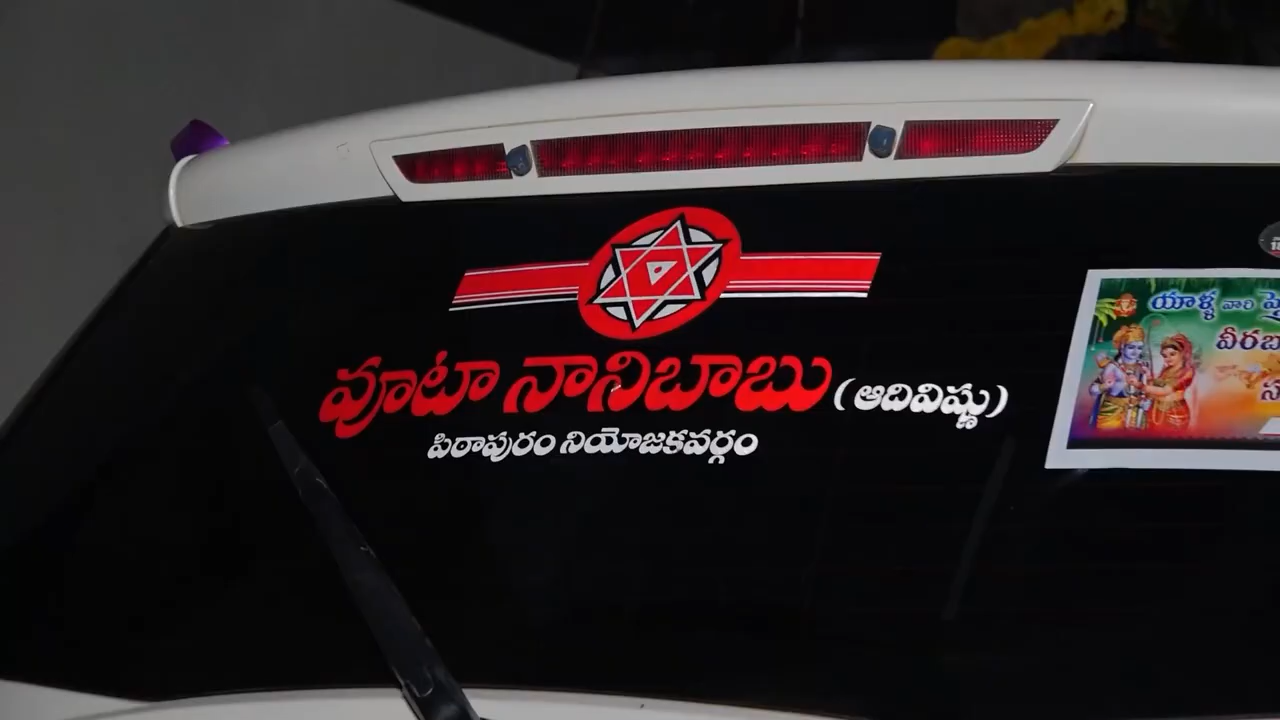 వూటా నానిబాబు (ఆదివిష్ణు)
పిఠాపురం నియోజకవర్గం
యాళ్ళ వారి